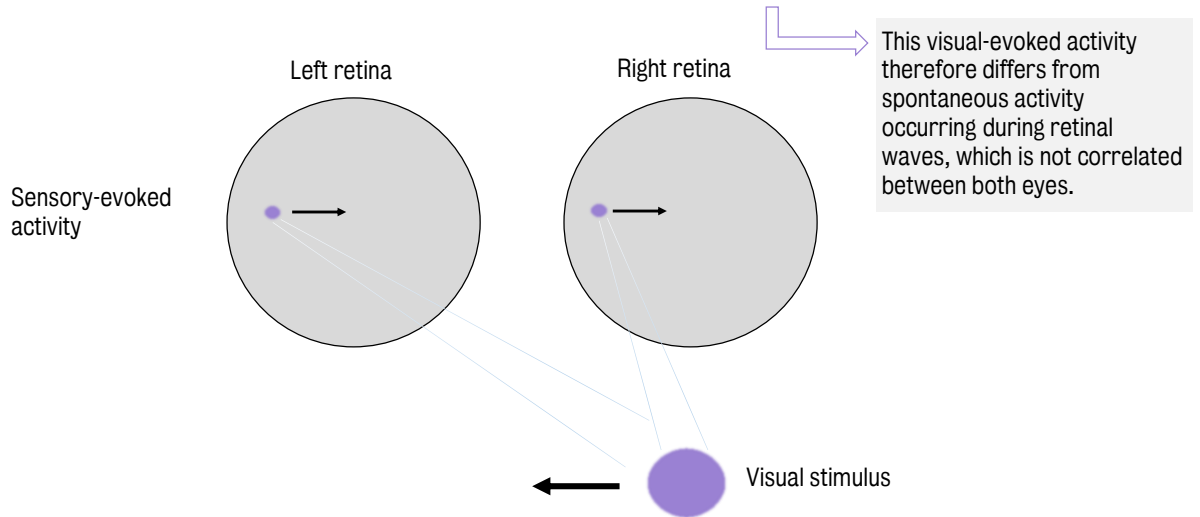 This visual-evoked activity
therefore differs from
spontaneous activity
occurring during retinal
waves, which is not correlated
between both eyes.
Left retina
Right retina
Sensory-evoked
activity
Visual stimulus